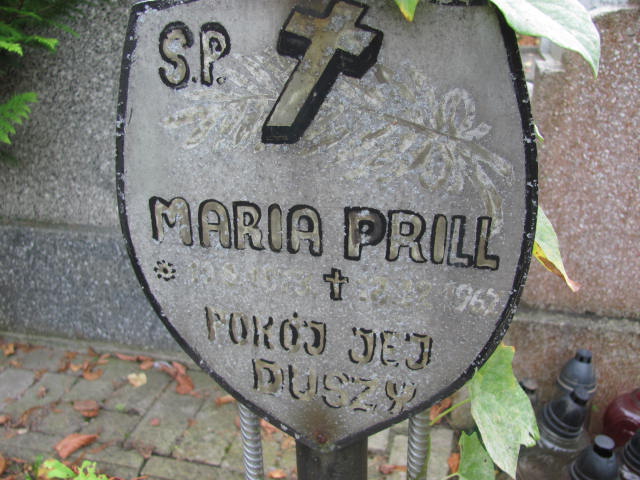 S.P.
MARIA PRILL
POKÓJ JEJ
DUSZY